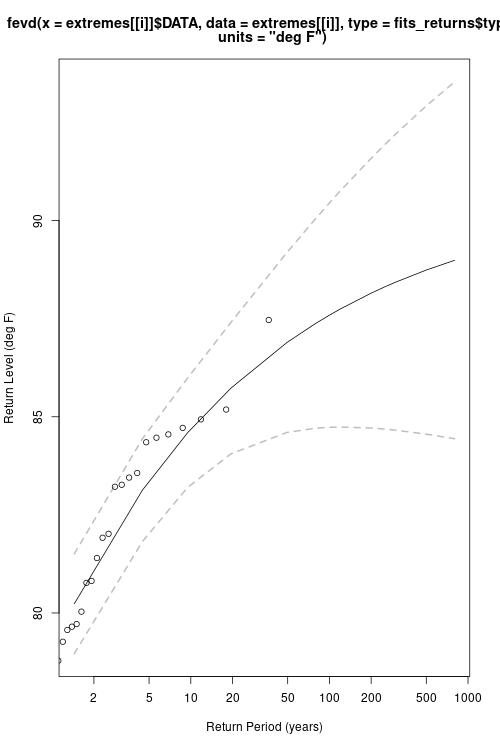 fevd(x = extremes[[i]]$DATA, data = extremes[[i]], type = fits_returns$typ
units = "deg F")
90
85
80
Return Level (deg F)
2 5 10 20 50 100 200 500 1000
Return Period (years)